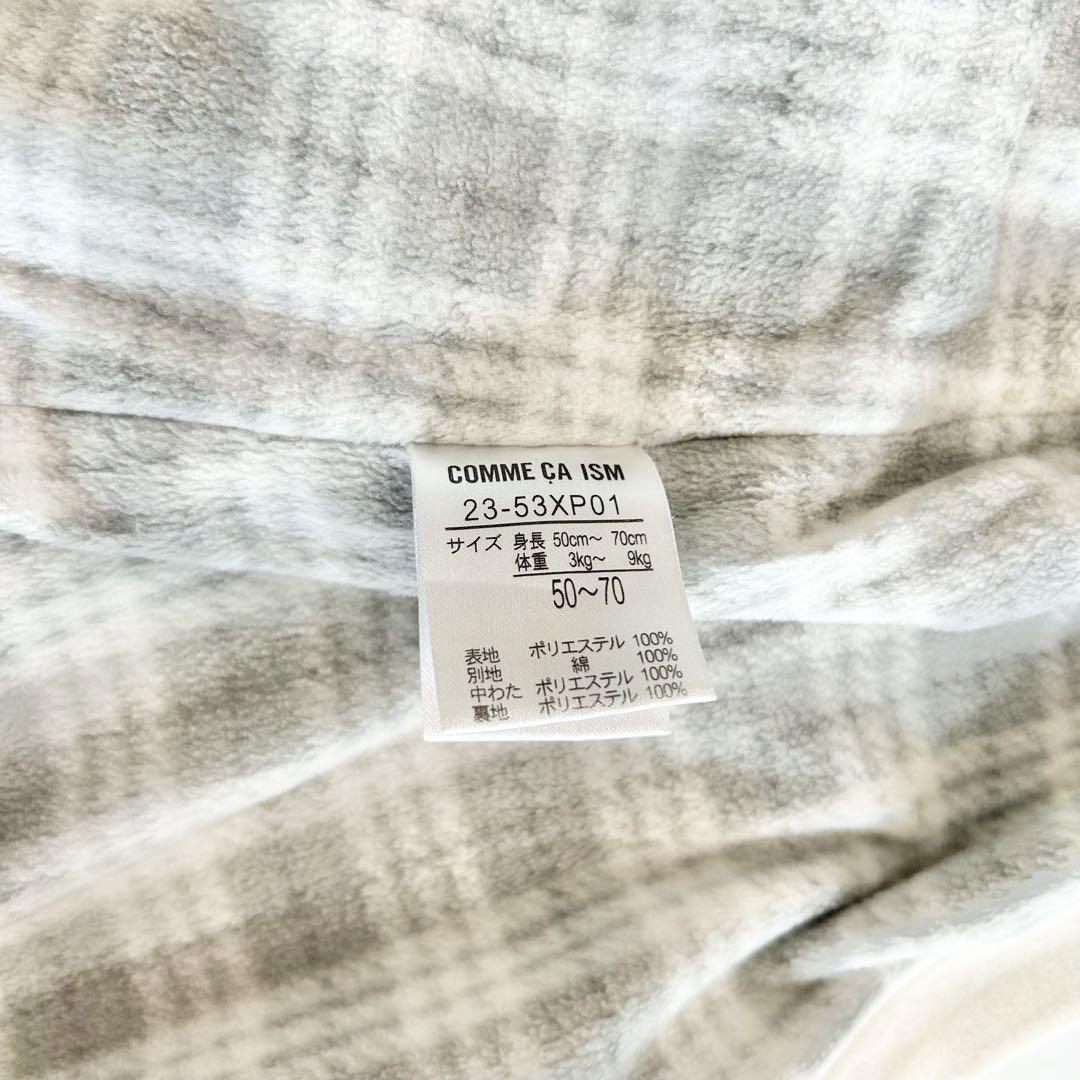 COMME ÇA ISM
23-53XP01
サイズ 身長 50cm〜 70cm
体重 3kg〜 9kg
50〜70
表地 ポリエステル 100%
別地 綿 100%
中わた ポリエステル 100%
裏地 ポリエステル 100%